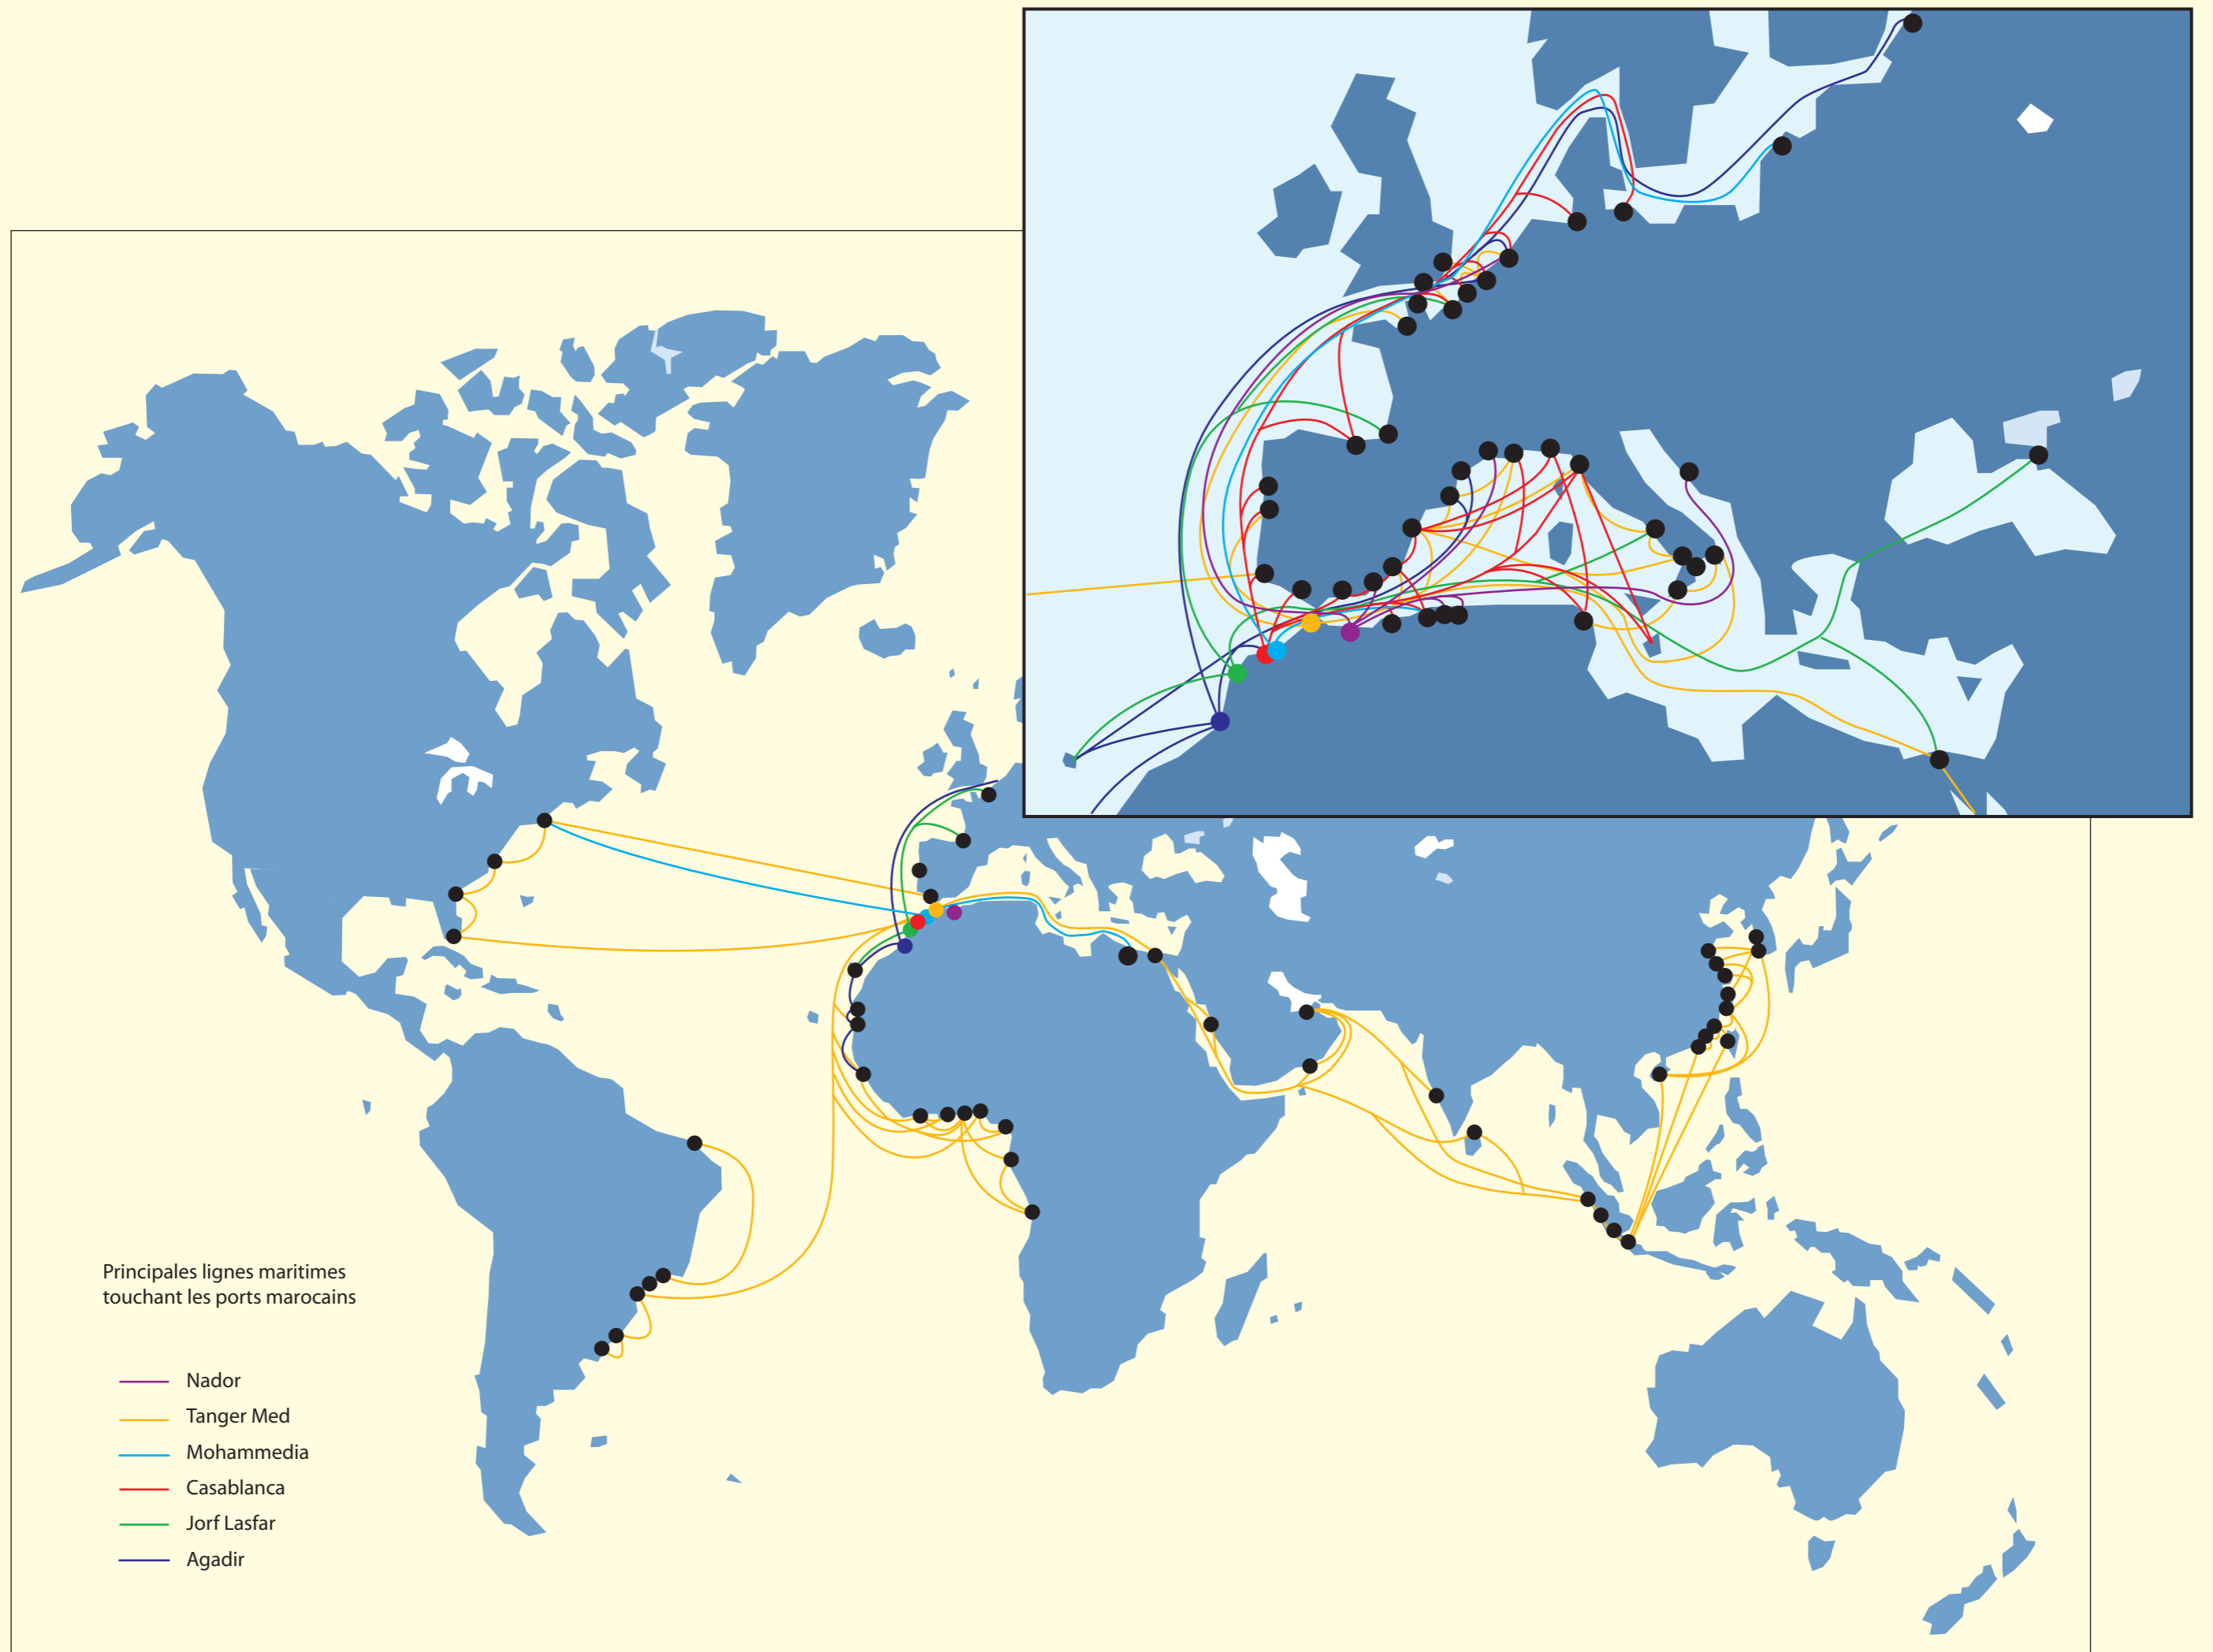 Principales lignes maritimes
touchant les ports marocains
Nador
Tanger Med
Mohammedia
Casablanca
Jorf Lasfar
Agadir